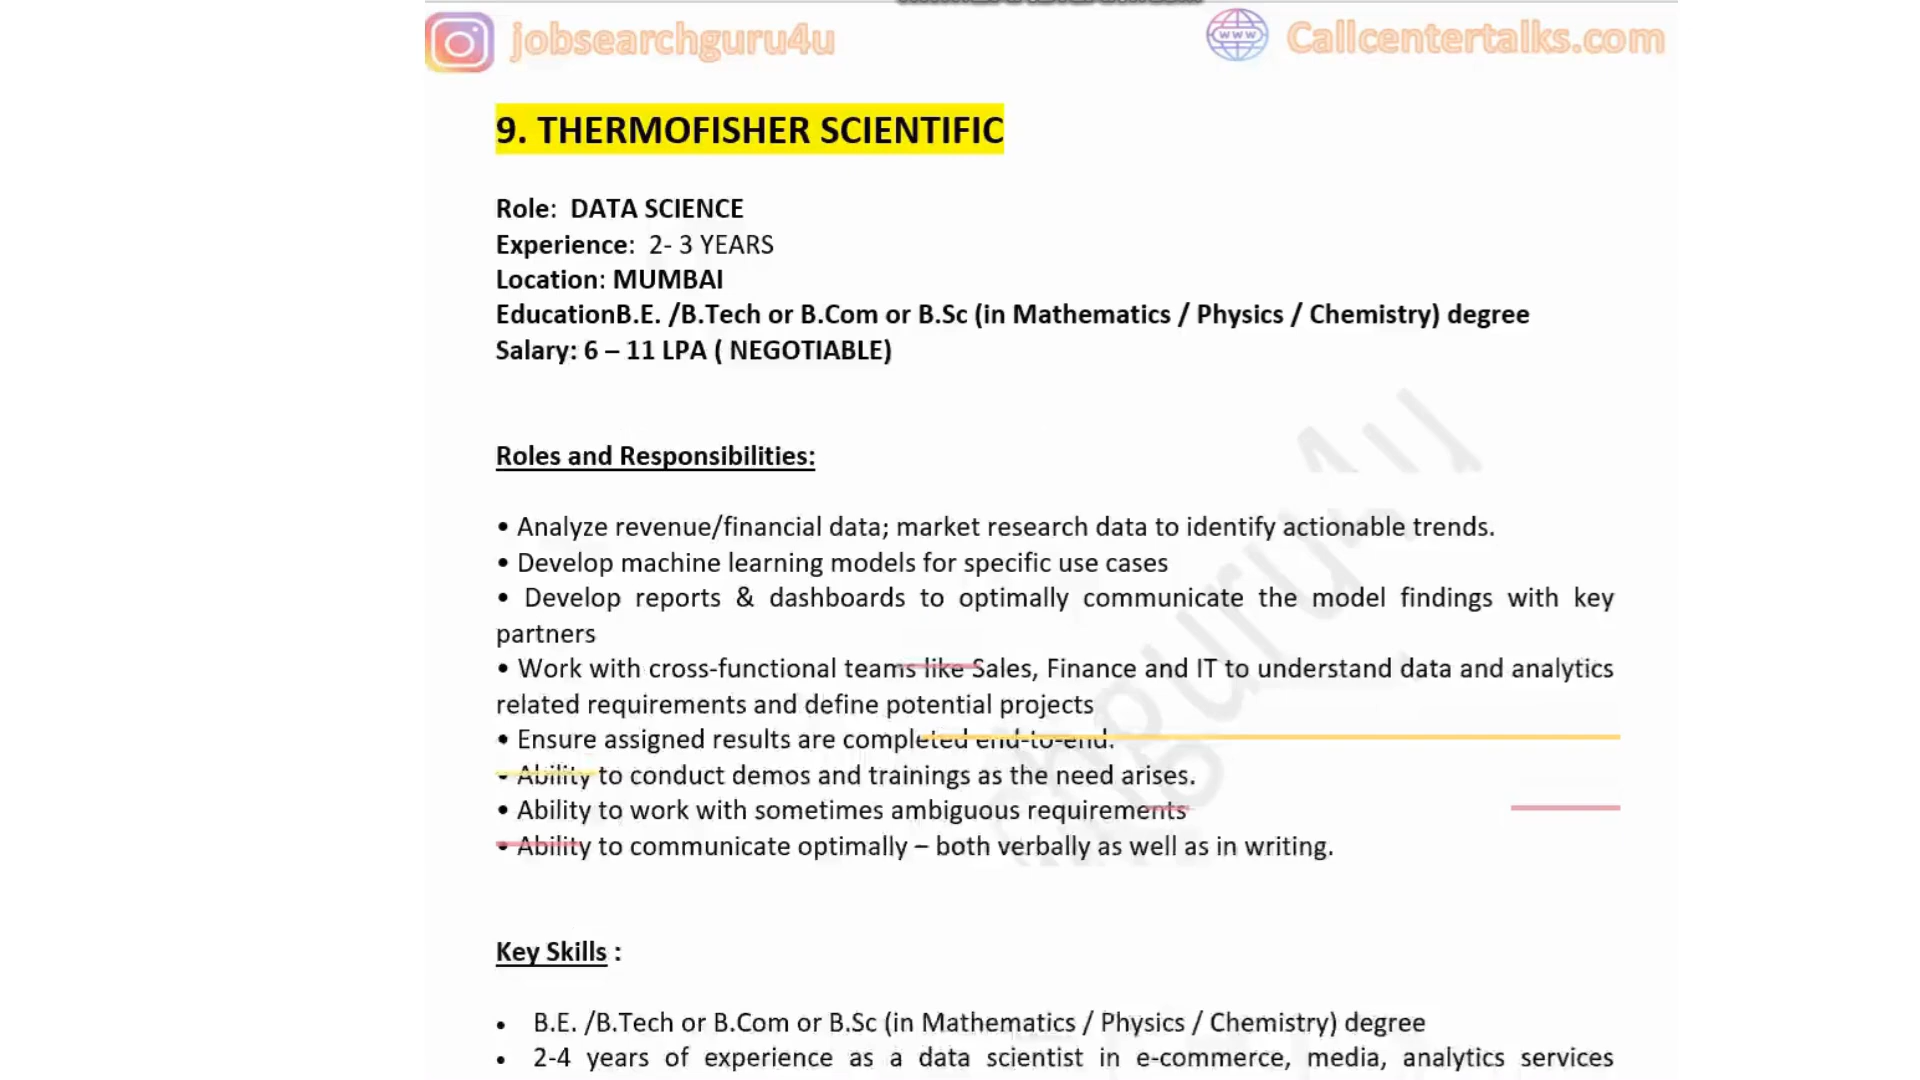 jobsearchguru4u
www Callcentertalks.com
9. THERMOFISHER SCIENTIFIC
Role: DATA SCIENCE
Experience: 2- 3 YEARS
Location: MUMBAI
EducationB.E. /B.Tech or B.Com or B.Sc (in Mathematics / Physics / Chemistry) degree
Salary: 6 – 11 LPA ( NEGOTIABLE)
Roles and Responsibilities:
• Analyze revenue/financial data; market research data to identify actionable trends.
• Develop machine learning models for specific use cases
• Develop reports & dashboards to optimally communicate the model findings with key
partners
• Work with cross-functional teams like Sales, Finance and IT to understand data and analytics
related requirements and define potential projects
• Ensure assigned results are completed end-to-end.
• Ability to conduct demos and trainings as the need arises.
• Ability to work with sometimes ambiguous requirements
• Ability to communicate optimally – both verbally as well as in writing.
Key Skills :
• B.E. /B.Tech or B.Com or B.Sc (in Mathematics / Physics / Chemistry) degree
• 2-4 years of experience as a data scientist in e-commerce, media, analytics services